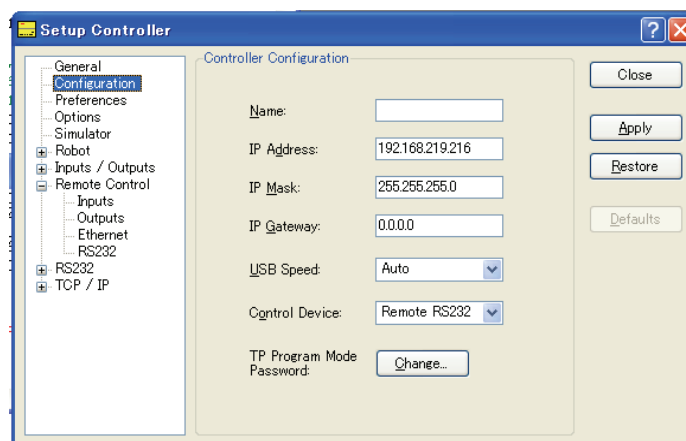 Setup Controller
General
Configuration
Preferences
Options
Simulator
Robot
Inputs / Outputs
Remote Control
Inputs
Outputs
Ethernet
RS232
RS232
TCP / IP
Controller Configuration
Name:
IP Address: 192.168.219.216
IP Mask: 255.255.255.0
IP Gateway: 0.0.0.0
USB Speed: Auto
Control Device: Remote RS232
TP Program Mode
Password:
Change...
Close
Apply
Restore
Defaults